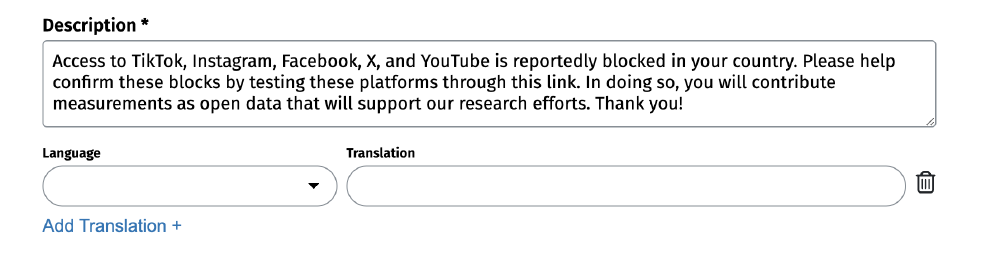 Description *
Access to TikTok, Instagram, Facebook, X, and YouTube is reportedly blocked in your country. Please help
confirm these blocks by testing these platforms through this link. In doing so, you will contribute
measurements as open data that will support our research efforts. Thank you!
Language Translation
Add Translation +